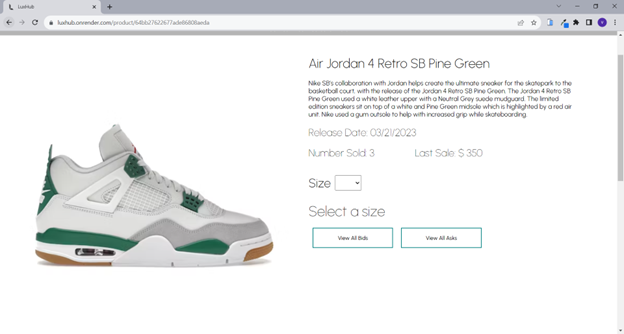 LuxHub
luxhub.onrender.com/product/64bb27622677ade86808aeda
Air Jordan 4 Retro SB Pine Green
Nike SB's collaboration with Jordan helps create the ultimate sneaker for the skatepark to the
basketball court. with the release of the Jordan 4 Retro SB Pine Green. The Jordan 4 Retro SB
Pine Green used a white leather upper with a Neutral Grey suede mudguard. The limited
edition sneakers sit on top of a white and Pine Green midsole which is highlighted by a red air
unit. Nike used a gum outsole to help with increased grip while skateboarding.
Release Date: 03/21/2023
Number Sold: 3 Last Sale: $ 350
Size
Select a size
View All Bids View All Asks